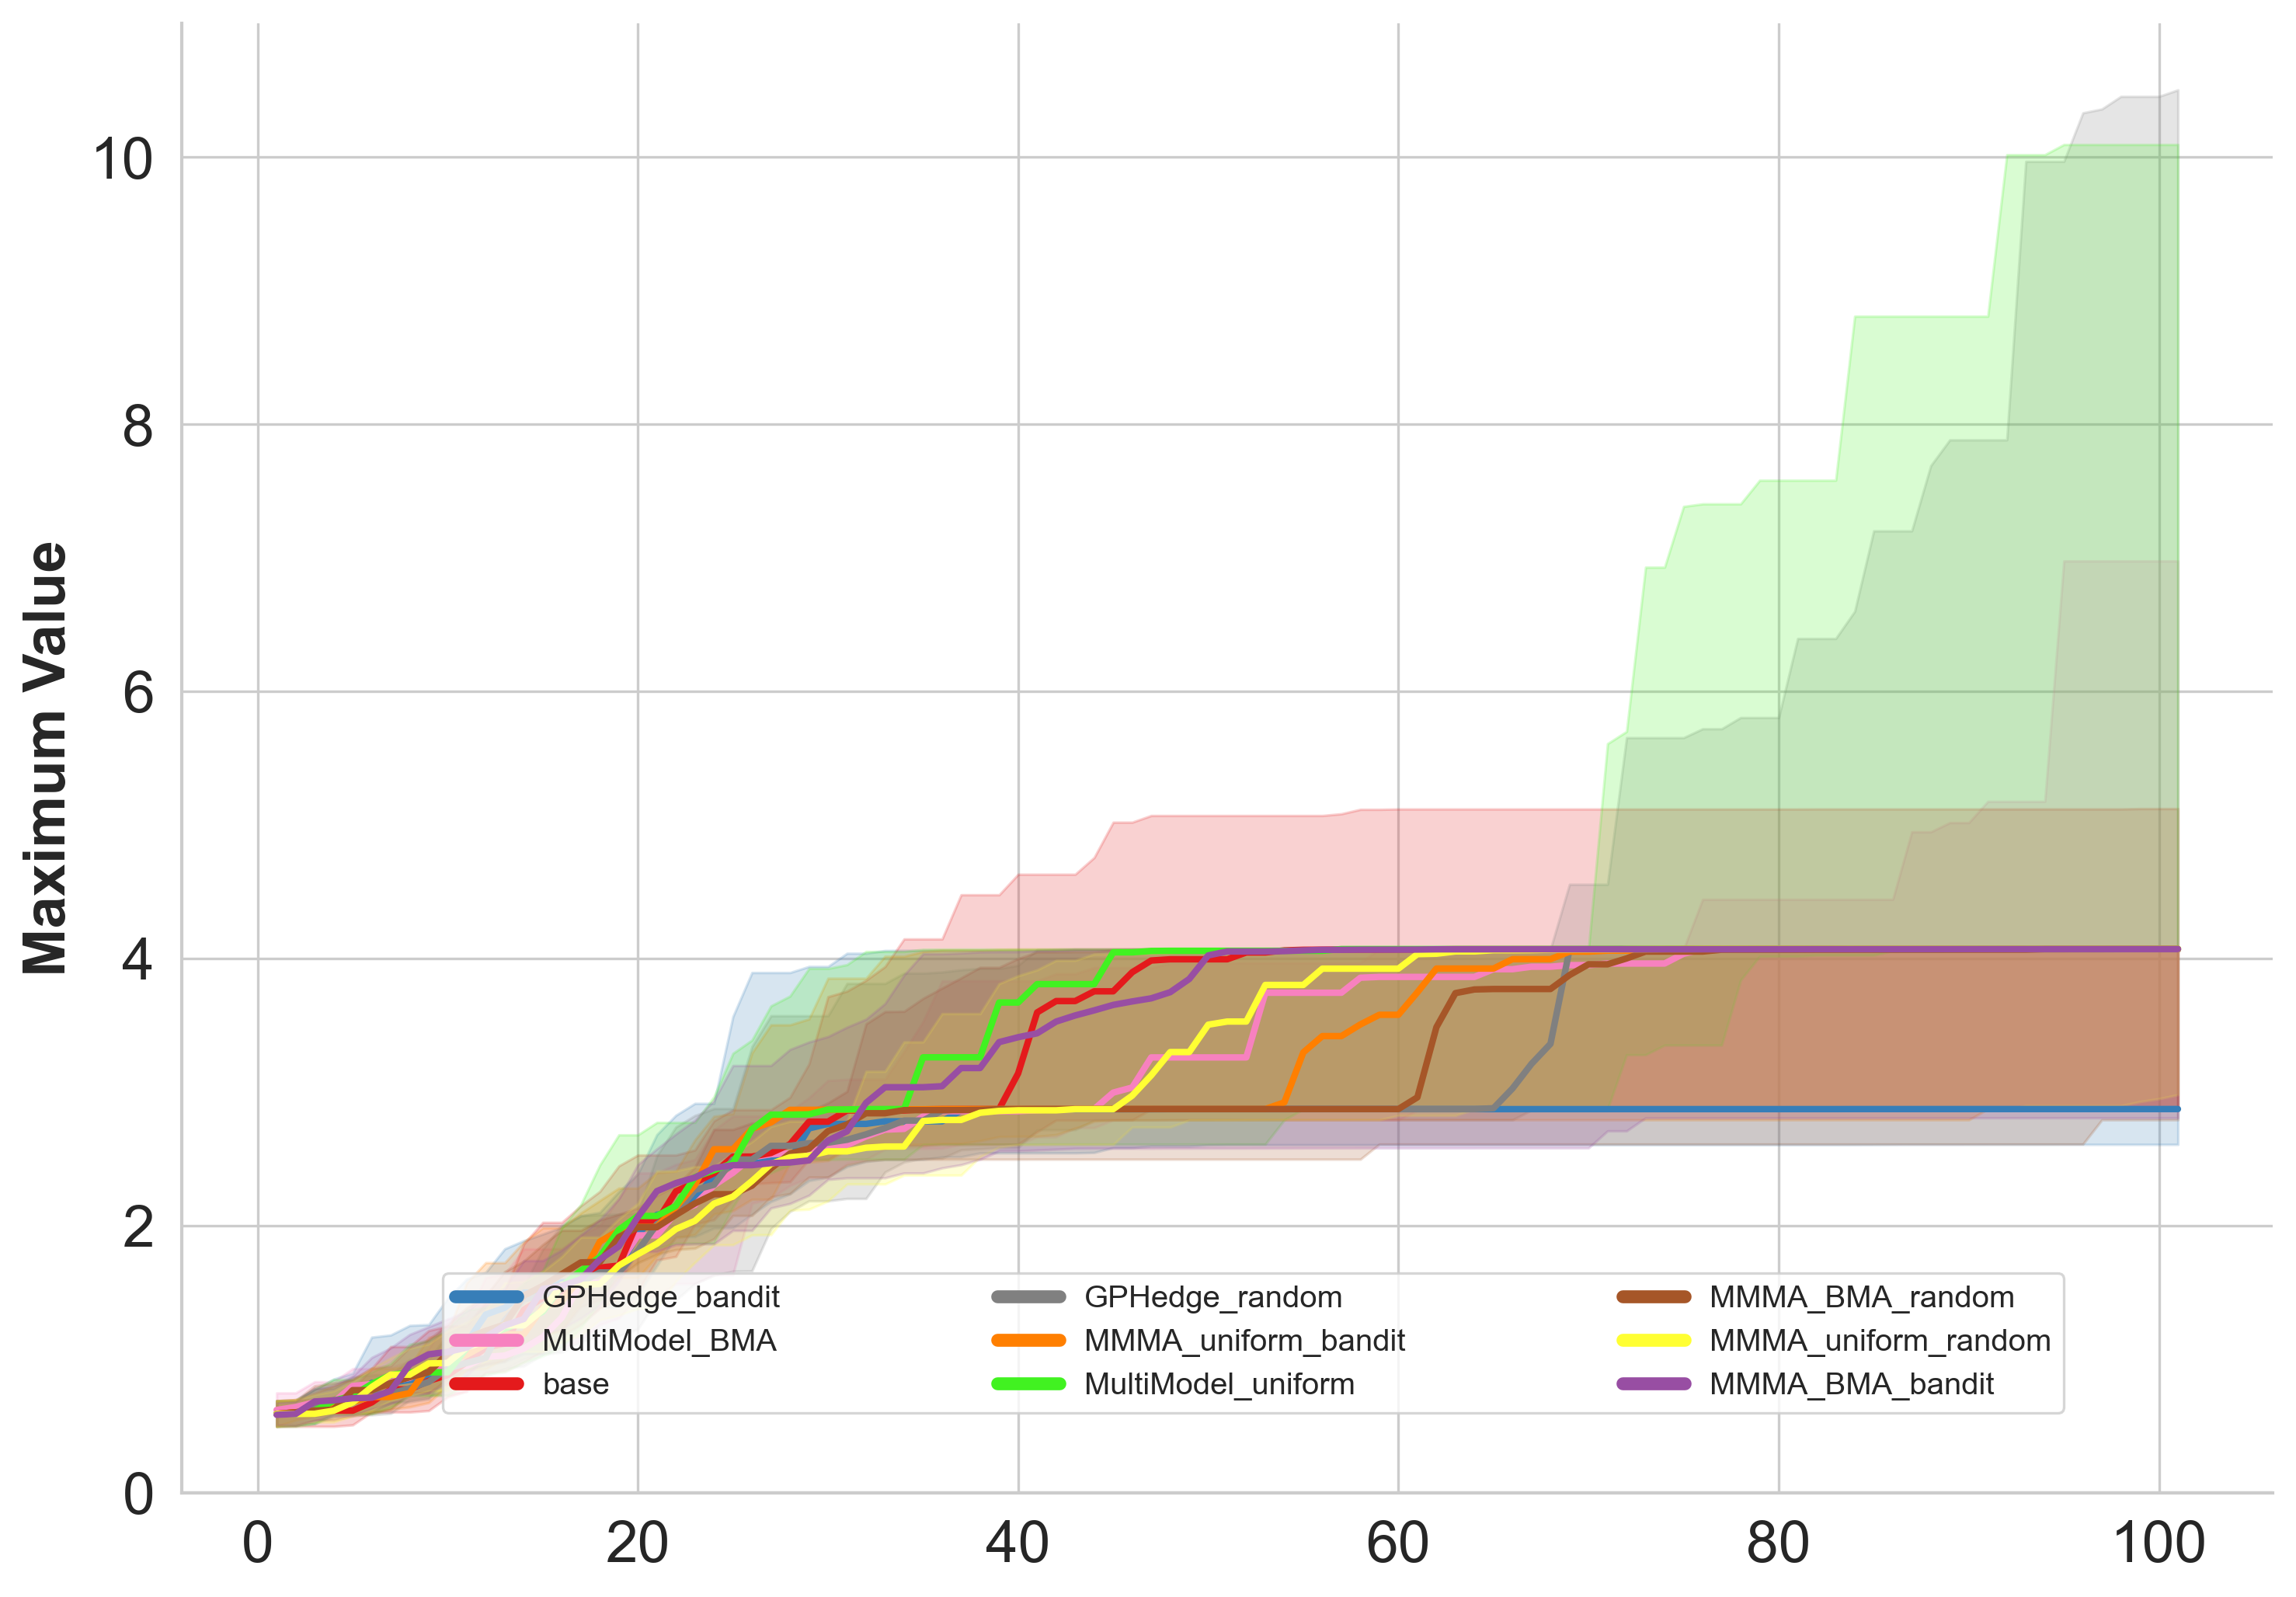 Maximum Value
10
8
6
4
2
0
0 20 40 60 80 100
GPHedge_bandit GPHedge_random MMMA_BMA_random
MultiModel_BMA MMMA_uniform_bandit MMMA_uniform_random
base MultiModel_uniform MMMA_BMA_bandit